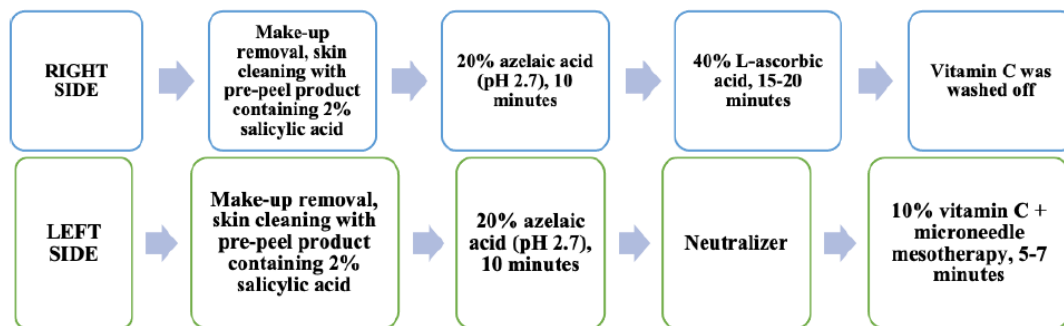 RIGHT
SIDE
Make-up
removal, skin
cleaning with
pre-peel product
containing 2%
salicylic acid
20% azelaic acid
(pH 2.7), 10
minutes
40% L-ascorbic
acid, 15-20
minutes
Vitamin C was
washed off
LEFT
SIDE
Make-up removal,
skin cleaning with
pre-peel product
containing 2%
salicylic acid
20% azelaic
acid (pH 2.7),
10 minutes
Neutralizer
10% vitamin C +
microneedle
mesotherapy, 5-7
minutes